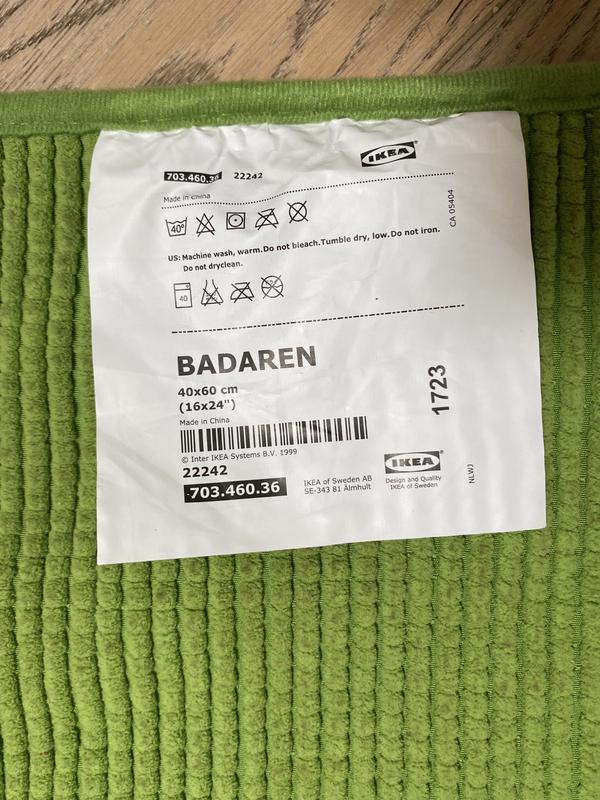 IKEA
703.460.36 22242
Made in China
CA 05404
40°
US: Machine wash, warm.Do not bleach.Tumble dry, low.Do not iron.
Do not dryclean.
40
BADAREN
40x60 cm
(16x24")
Made in China
1723
© Inter IKEA Systems B.V. 1999
22242
703.460.36
IKEA of Sweden AB
SE-343 81 Älmhult
IKEA
Design and Quality
IKEA of Sweden
NLWJ